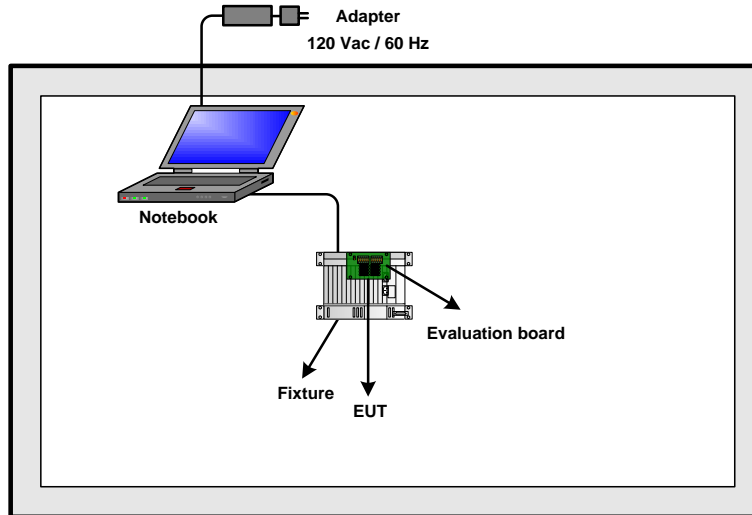 Adapter
120 Vac / 60 Hz
Notebook
Evaluation board
Fixture
EUT